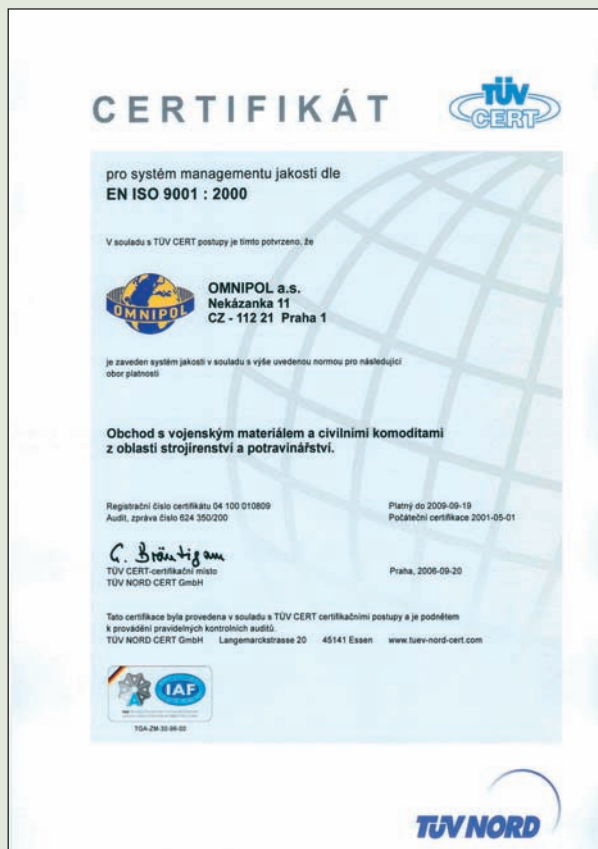 CERTIFIKÁT
TÜV
CERT
pro systém managementu jakosti dle
EN ISO 9001 : 2000
V souladu s TÜV CERT postupy je tímto potvrzeno, že
OMNIPOL
OMNIPOL a.s.
Nekázanka 11
CZ - 112 21 Praha 1
je zaveden systém jakosti v souladu s výše uvedenou normou pro následující
obor platnosti
Obchod s vojenským materiálem a civilními komoditami
z oblasti strojírenství a potravinářství.
Registrační číslo certifikátu 04 100 010809
Platný do 2009-09-19
Audit, zpráva číslo 624 350/200
Počáteční certifikace 2001-05-01
G. Bräutigam
TÜV CERT-certifikační místo
Praha, 2006-09-20
TÜV NORD CERT GmbH
Tato certifikace byla provedena v souladu s TÜV CERT certifikačními postupy a je podnětem
k provádění pravidelných kontrolních auditů.
TÜV NORD CERT GmbH Langemarckstrasse 20 45141 Essen www.tuev-nord-cert.com
IAF
TGA-ZM-30-96-00
TÜV NORD